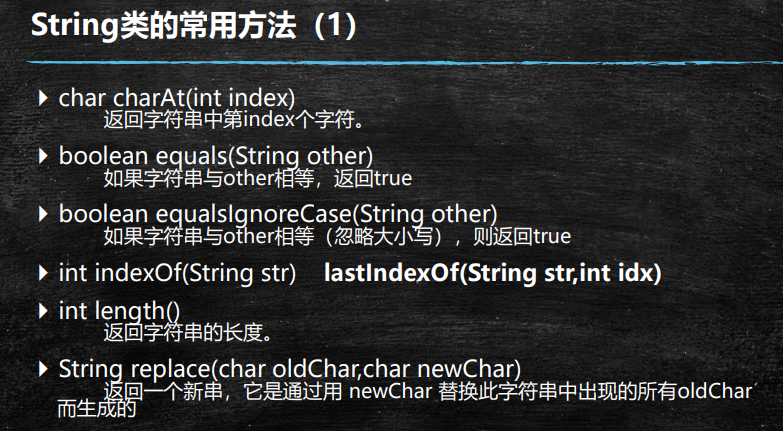 String类的常用方法（1）
char charAt(int index)
返回字符串中第index个字符。
boolean equals(String other)
如果字符串与other相等，返回true
boolean equalsIgnoreCase(String other)
如果字符串与other相等（忽略大小写）,则返回true
int indexOf(String str) lastIndexOf(String str,int idx)
int length()
返回字符串的长度。
String replace(char oldChar,char newChar)
返回一个新串，它是通过用 newChar 替换此字符串中出现的所有oldChar
而生成的